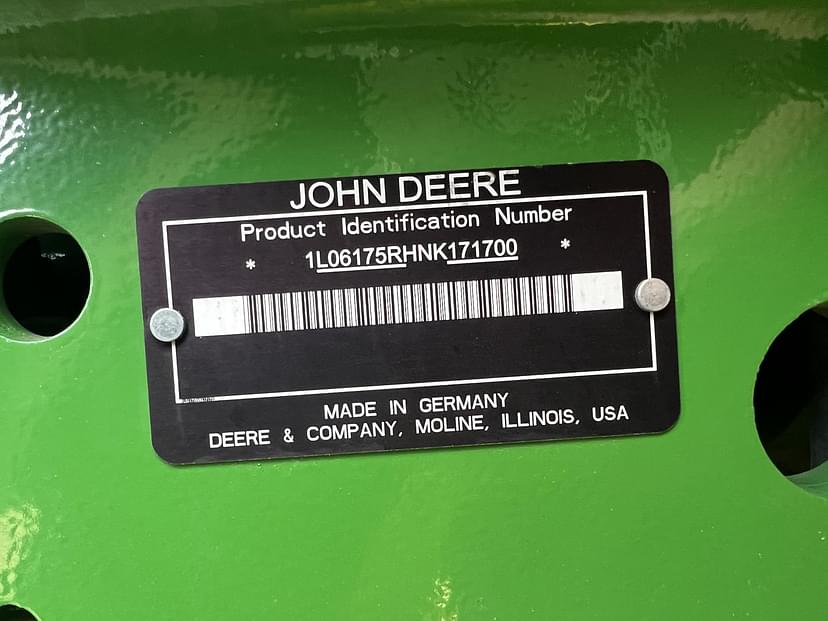 JOHN DEERE
Product Identification Number
* 1L06175RHNK171700 *
MADE IN GERMANY
DEERE & COMPANY, MOLINE, ILLINOIS, USA